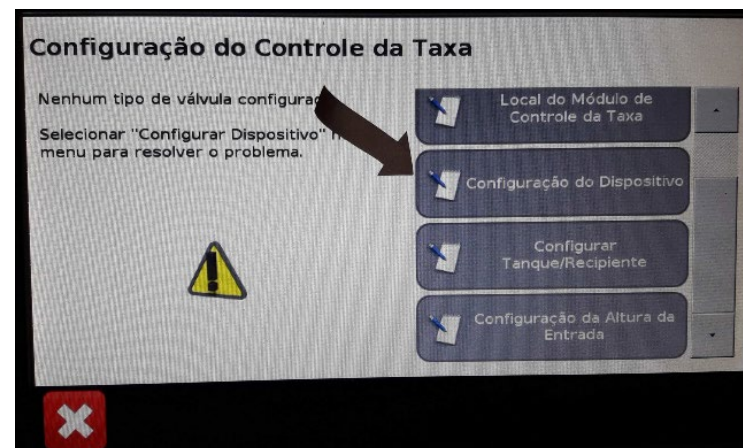 Configuração do Controle da Taxa
Nenhum tipo de válvula
Selecionar "Configurar Dispositivo"
menu para resolver o problema.
Local do Módulo de
Controle da Taxa
Configuração do Dispositivo
Configurar
Tanque/Recipiente
Configuração da Altura da
Entrada